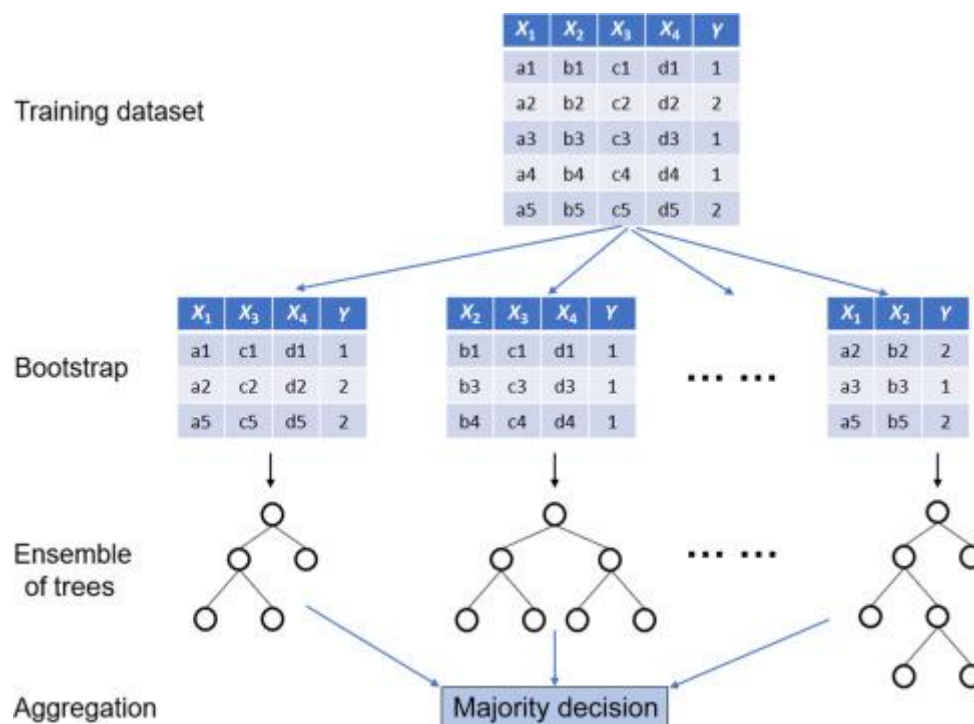 X₁ X₂ X₃ X₄ Y
a1 b1 c1 d1 1
a2 b2 c2 d2 2
a3 b3 c3 d3 1
a4 b4 c4 d4 1
a5 b5 c5 d5 2
Training dataset
X₁ X₃ X₄ Y
a1 c1 d1 1
a2 c2 d2 2
a5 c5 d5 2
X₂ X₃ X₄ Y
b1 c1 d1 1
b3 c3 d3 1
b4 c4 d4 1
... ...
X₁ X₂ Y
a2 b2 2
a3 b3 1
a5 b5 2
Bootstrap
Ensemble
of trees
... ...
Aggregation
Majority decision